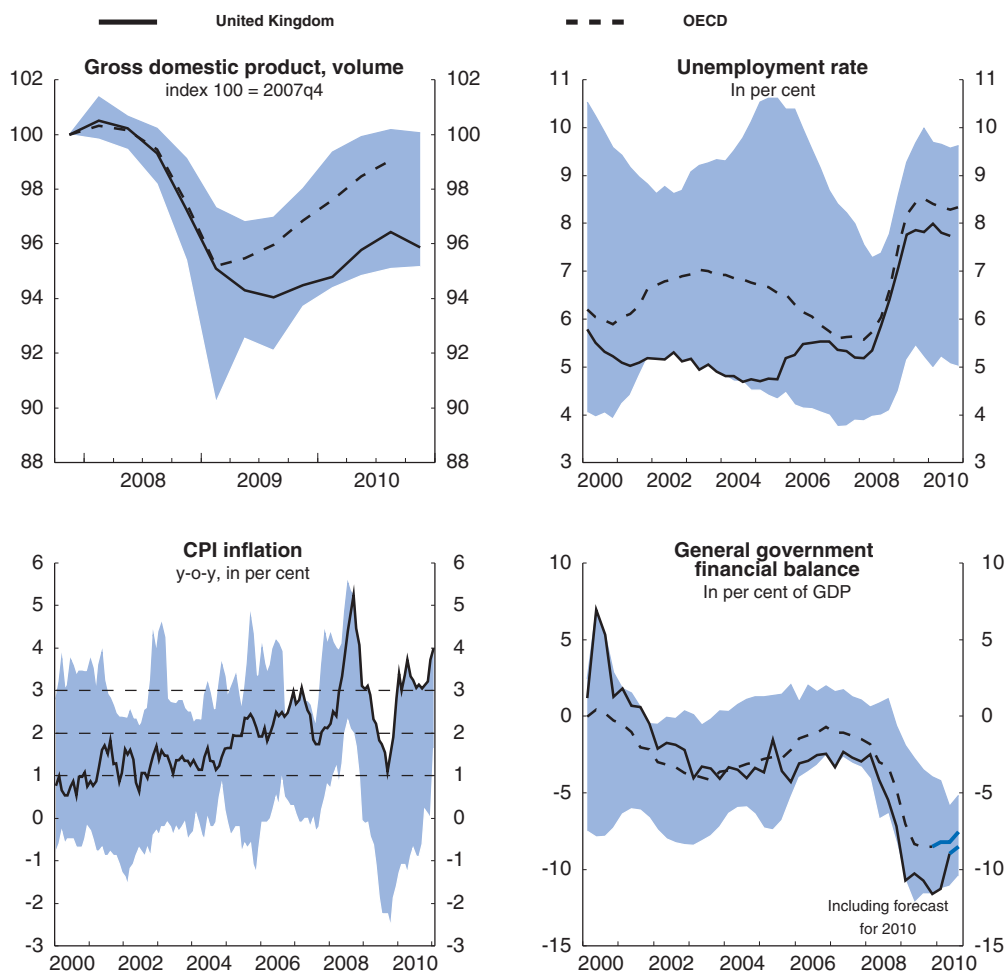 United Kingdom OECD
Gross domestic product, volume
index 100 = 2007q4
102 102
100 100
98 98
96 96
94 94
92 92
90 90
88 88
2008 2009 2010
Unemployment rate
In per cent
11 11
10 10
9 9
8 8
7 7
6 6
5 5
4 4
3 3
2000 2002 2004 2006 2008 2010
CPI inflation
y-o-y, in per cent
6 6
5 5
4 4
3 3
2 2
1 1
0 0
-1 -1
-2 -2
-3 -3
2000 2002 2004 2006 2008 2010
General government
financial balance
In per cent of GDP
10 10
5 5
0 0
-5 -5
-10 -10
-15 -15
Including forecast
for 2010
2000 2002 2004 2006 2008 2010